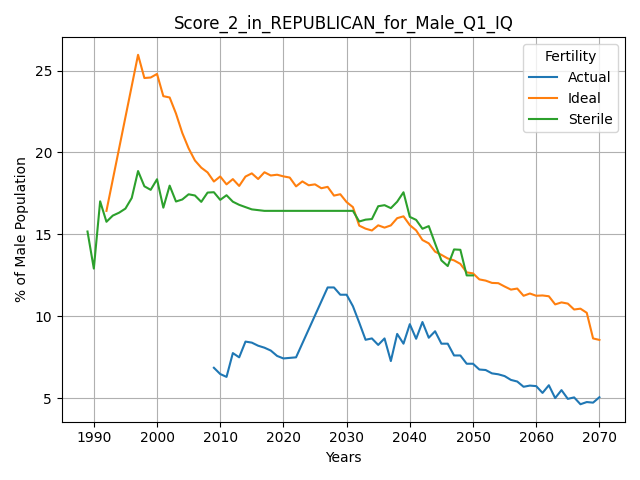 Score_2_in_REPUBLICAN_for_Male_Q1_IQ
Fertility
Actual
Ideal
Sterile
% of Male Population
25
20
15
10
5
1990 2000 2010 2020 2030 2040 2050 2060 2070
Years